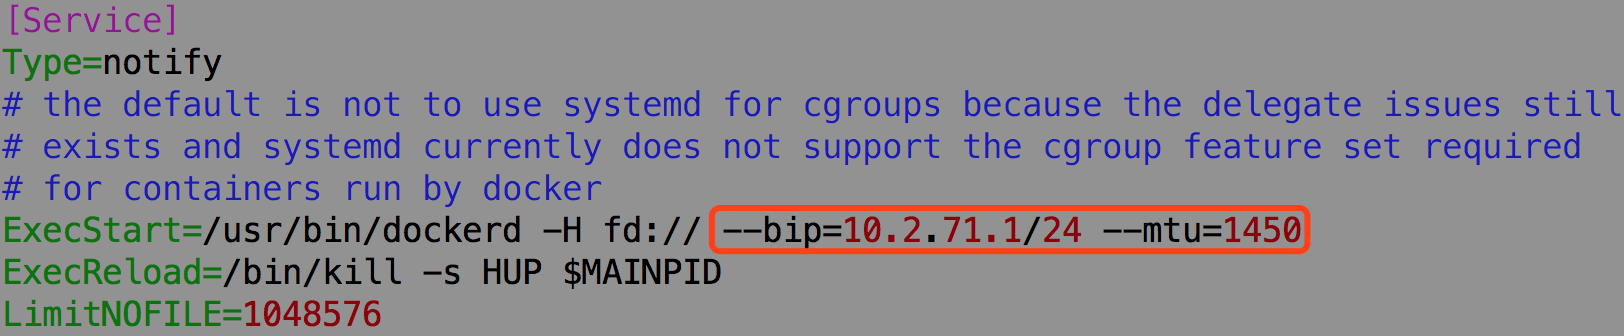 [Service]
Type=notify
# the default is not to use systemd for cgroups because the delegate issues still
# exists and systemd currently does not support the cgroup feature set required
# for containers run by docker
ExecStart=/usr/bin/dockerd -H fd:// --bip=10.2.71.1/24 --mtu=1450
ExecReload=/bin/kill -s HUP $MAINPID
LimitNOFILE=1048576